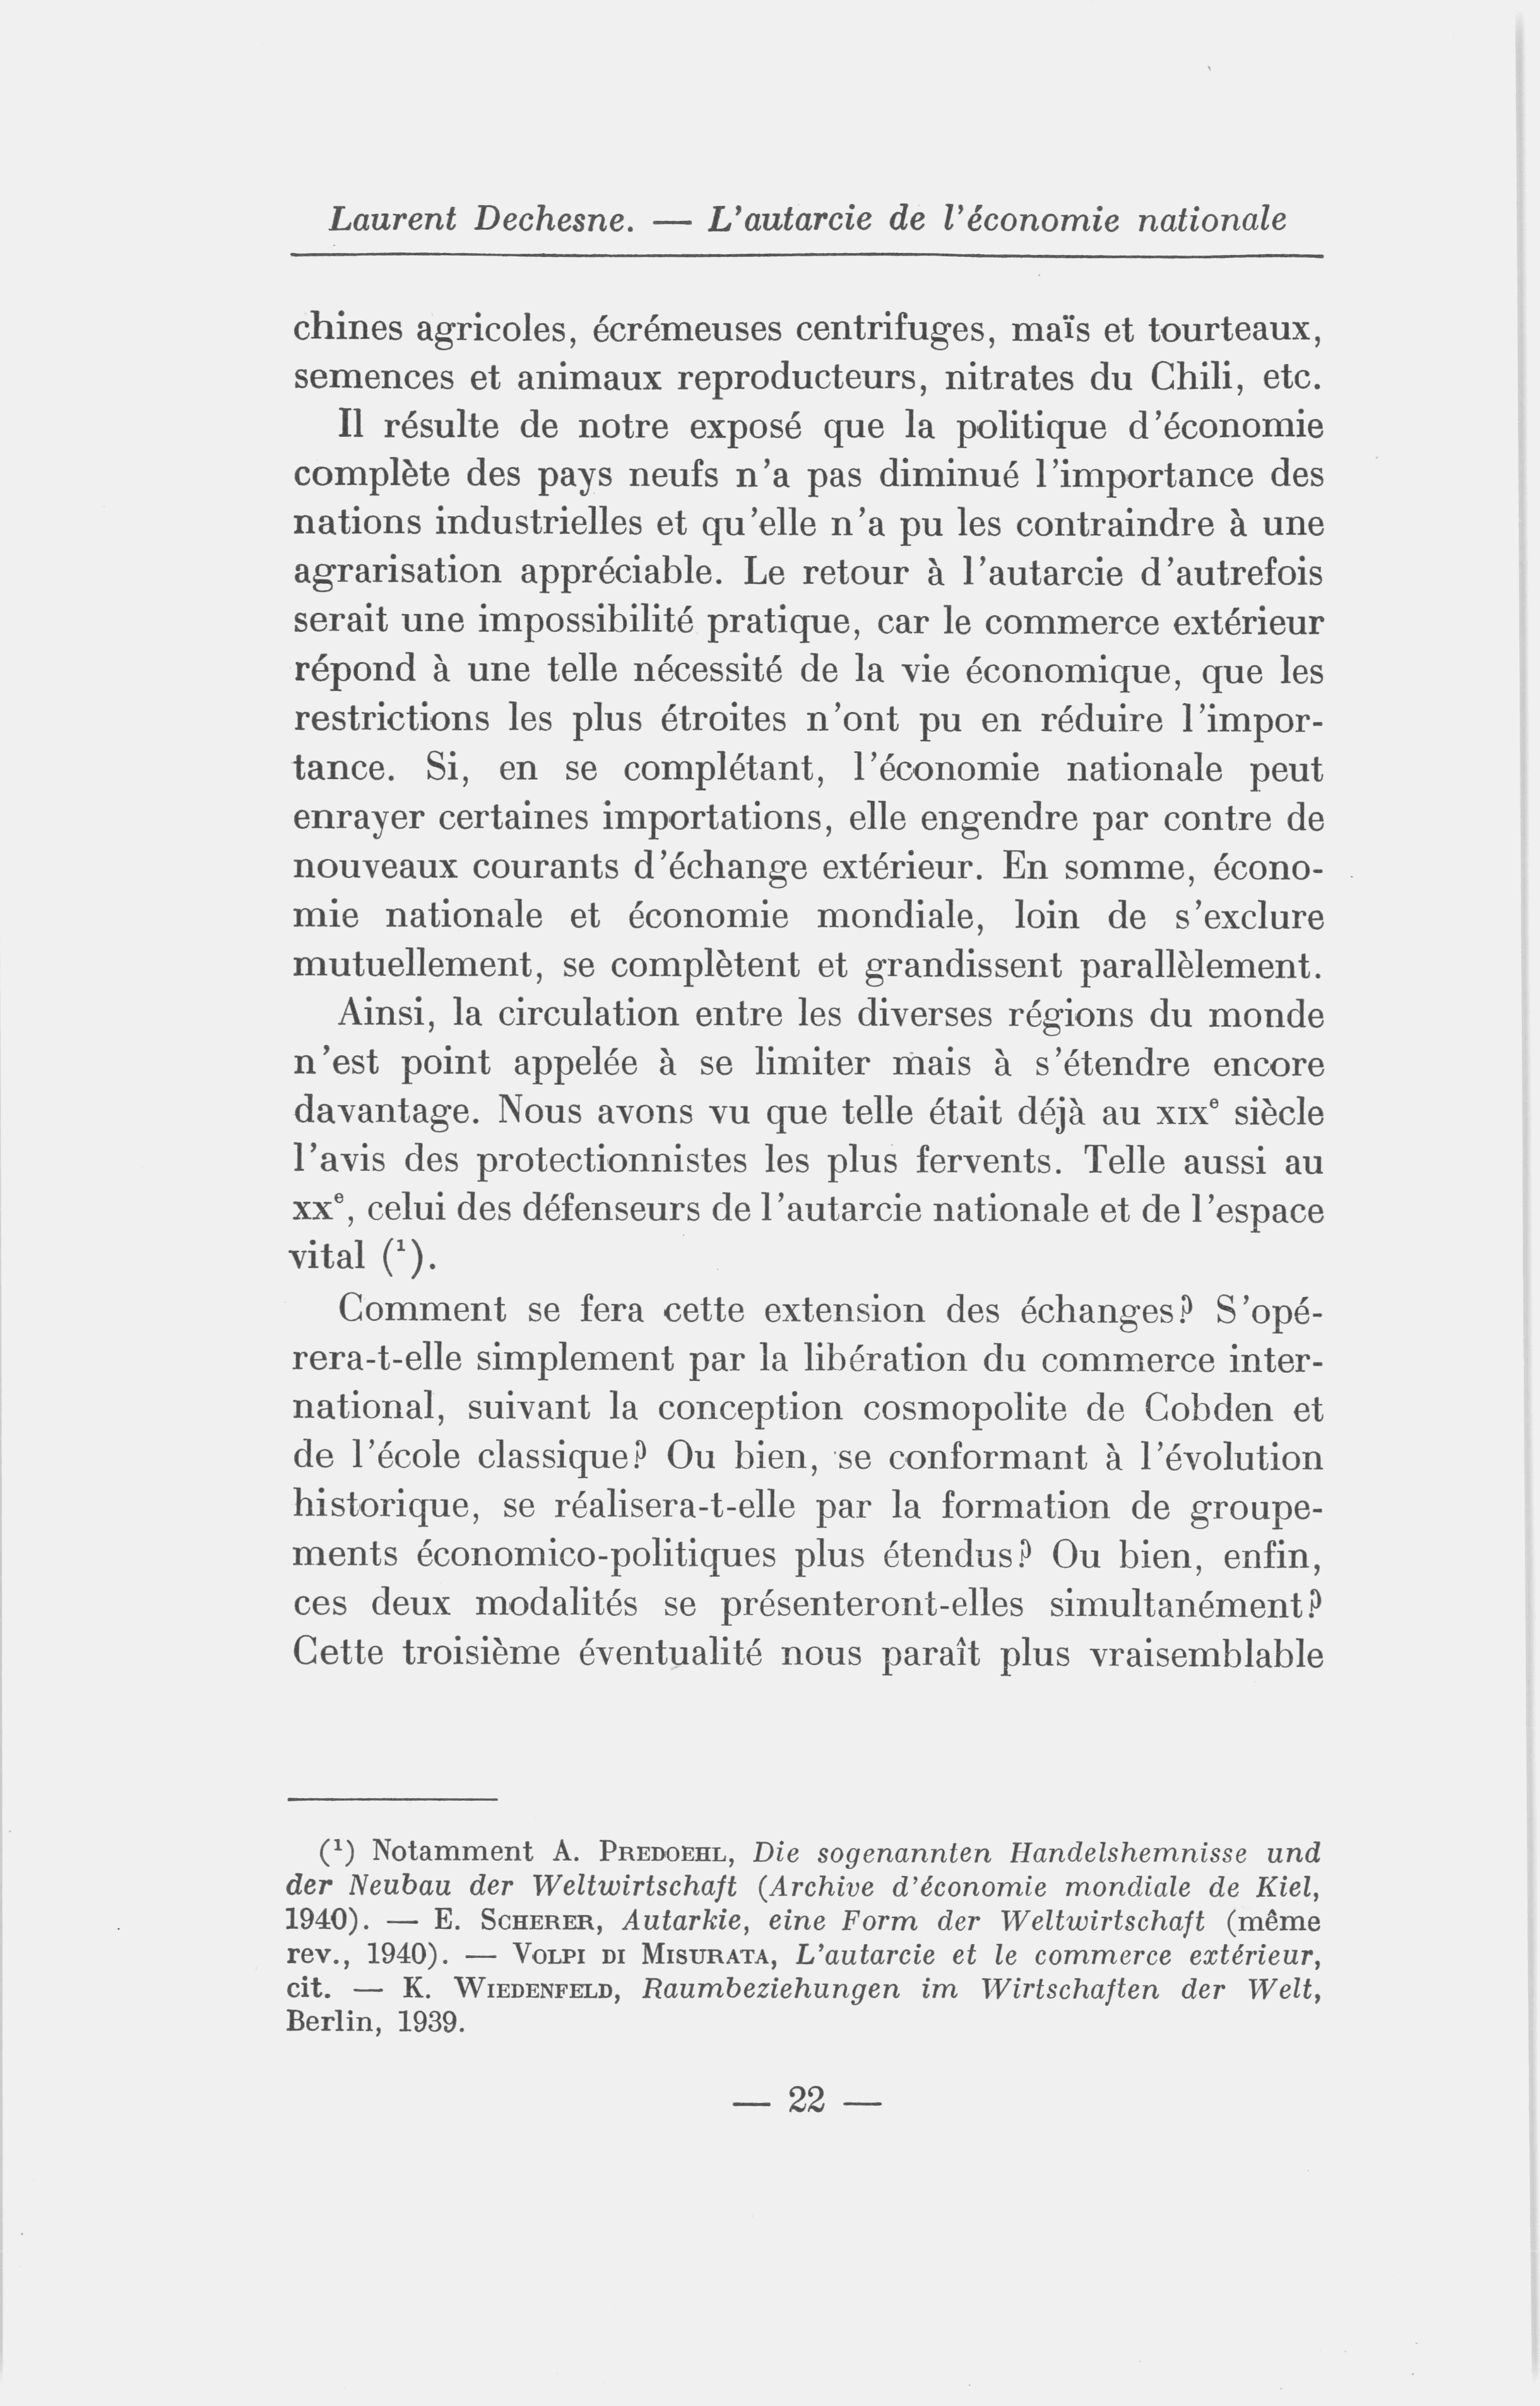 Laurent Dechesne. — L'autarcie de l'économie nationale
chines agricoles, écrémeuses centrifuges, maïs et tourteaux,
semences et animaux reproducteurs, nitrates du Chili, etc.
Il résulte de notre exposé que la politique d'économie
complète des pays neufs n'a pas diminué l'importance des
nations industrielles et qu'elle n'a pu les contraindre à une
agrarisation appréciable. Le retour à l'autarcie d'autrefois
serait une impossibilité pratique, car le commerce extérieur
répond à une telle nécessité de la vie économique, que les
restrictions les plus étroites n'ont pu en réduire l'impor-
tance. Si, en se complétant, l'économie nationale peut
enrayer certaines importations, elle engendre par contre de
nouveaux courants d'échange extérieur. En somme, écono-
mie nationale et économie mondiale, loin de s'exclure
mutuellement, se complètent et grandissent parallèlement.
Ainsi, la circulation entre les diverses régions du monde
n'est point appelée à se limiter mais à s'étendre encore
davantage. Nous avons vu que telle était déjà au XIXᵉ siècle
l'avis des protectionnistes les plus fervents. Telle aussi au
XXᵉ, celui des défenseurs de l'autarcie nationale et de l'espace
vital (¹).
Comment se fera cette extension des échanges? S'opé-
rera-t-elle simplement par la libération du commerce inter-
national, suivant la conception cosmopolite de Cobden et
de l'école classique? Ou bien, se conformant à l'évolution
historique, se réalisera-t-elle par la formation de groupe-
ments économico-politiques plus étendus? Ou bien, enfin,
ces deux modalités se présenteront-elles simultanément?
Cette troisième éventualité nous paraît plus vraisemblable
(¹) Notamment A. PREDOEHL, Die sogenannten Handelshemnisse und
der Neubau der Weltwirtschaft (Archive d'économie mondiale de Kiel,
1940). — E. SCHERER, Autarkie, eine Form der Weltwirtschaft (même
rev., 1940). — VOLPI DI MISURATA, L'autarcie et le commerce extérieur,
cit. — K. WIEDENFELD, Raumbeziehungen im Wirtschaften der Welt,
Berlin, 1939.
— 22 —